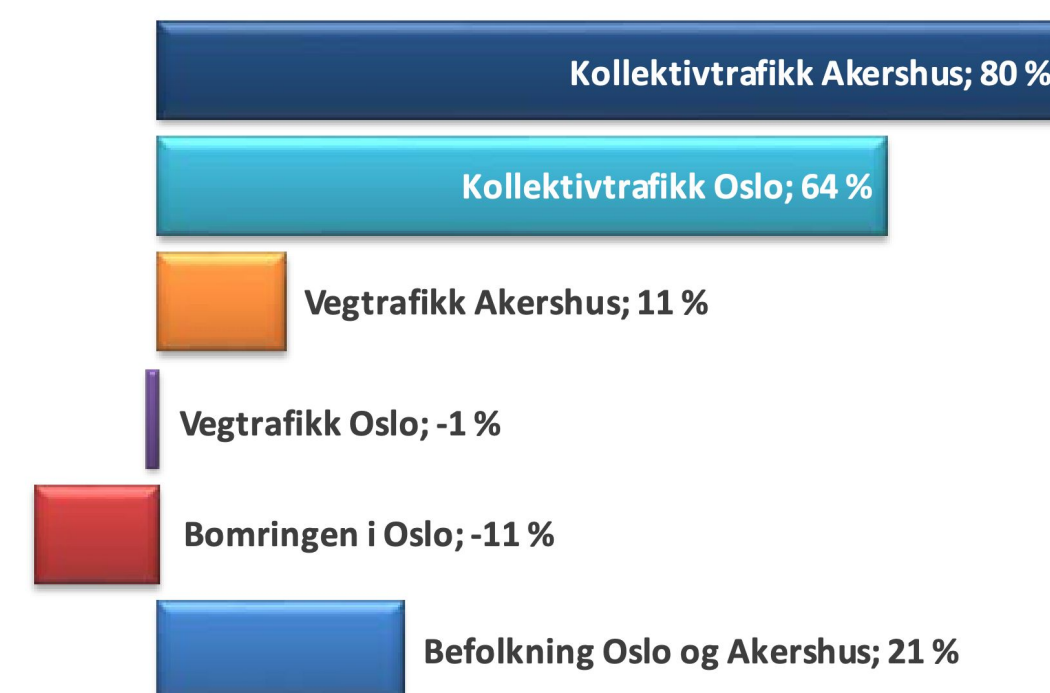 Kollektivtrafikk Akershus; 80 %
Kollektivtrafikk Oslo; 64 %
Vegtrafikk Akershus; 11 %
Vegtrafikk Oslo; -1 %
Bomringen i Oslo; -11 %
Befolkning Oslo og Akershus; 21 %